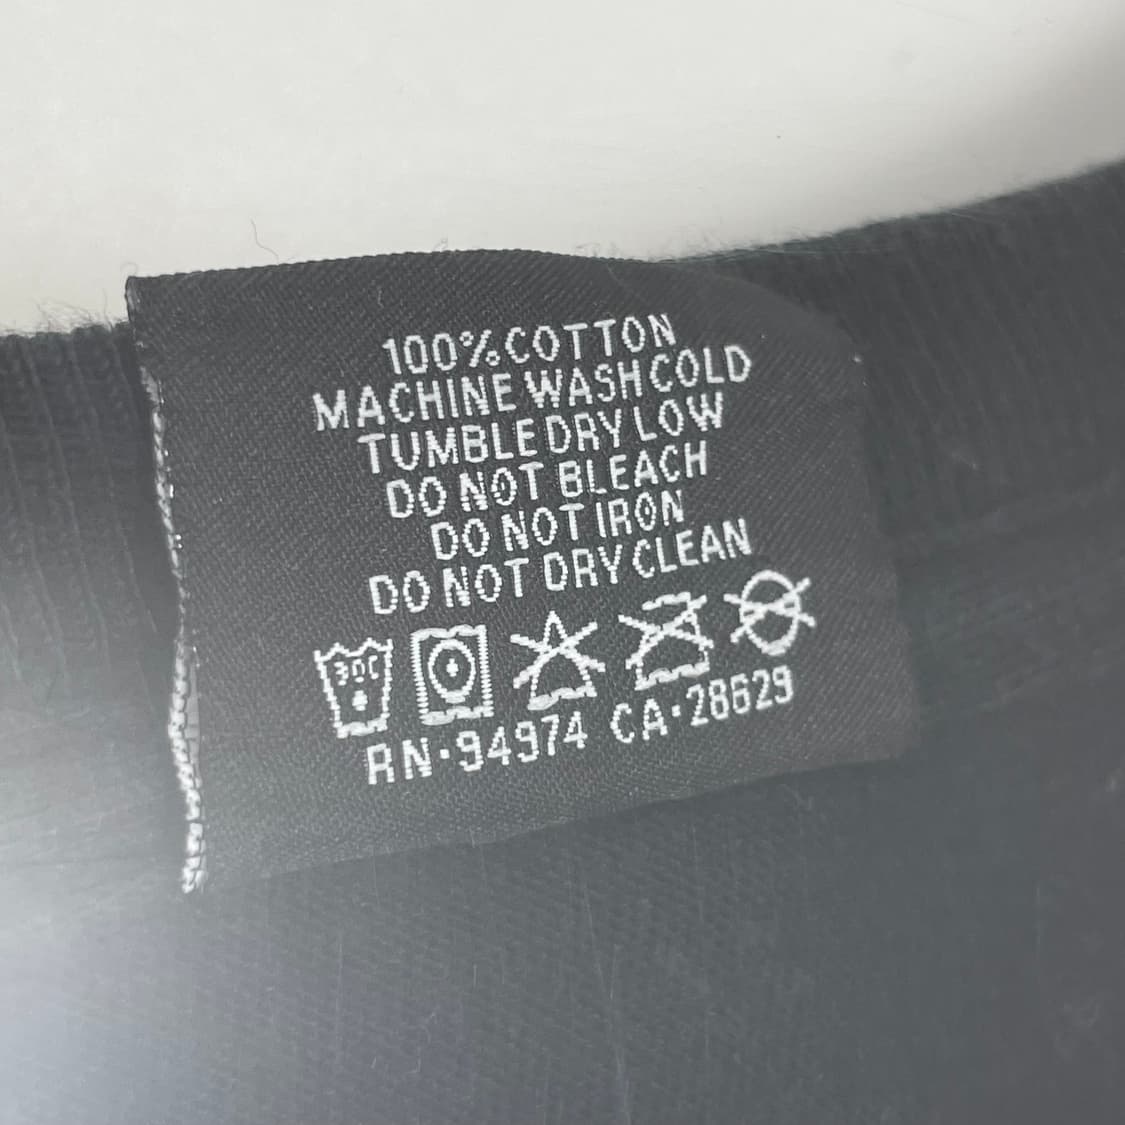 100% COTTON
MACHINE WASH COLD
TUMBLE DRY LOW
DO NOT BLEACH
DO NOT IRON
DO NOT DRY CLEAN
30C
RN·94974 CA·28629